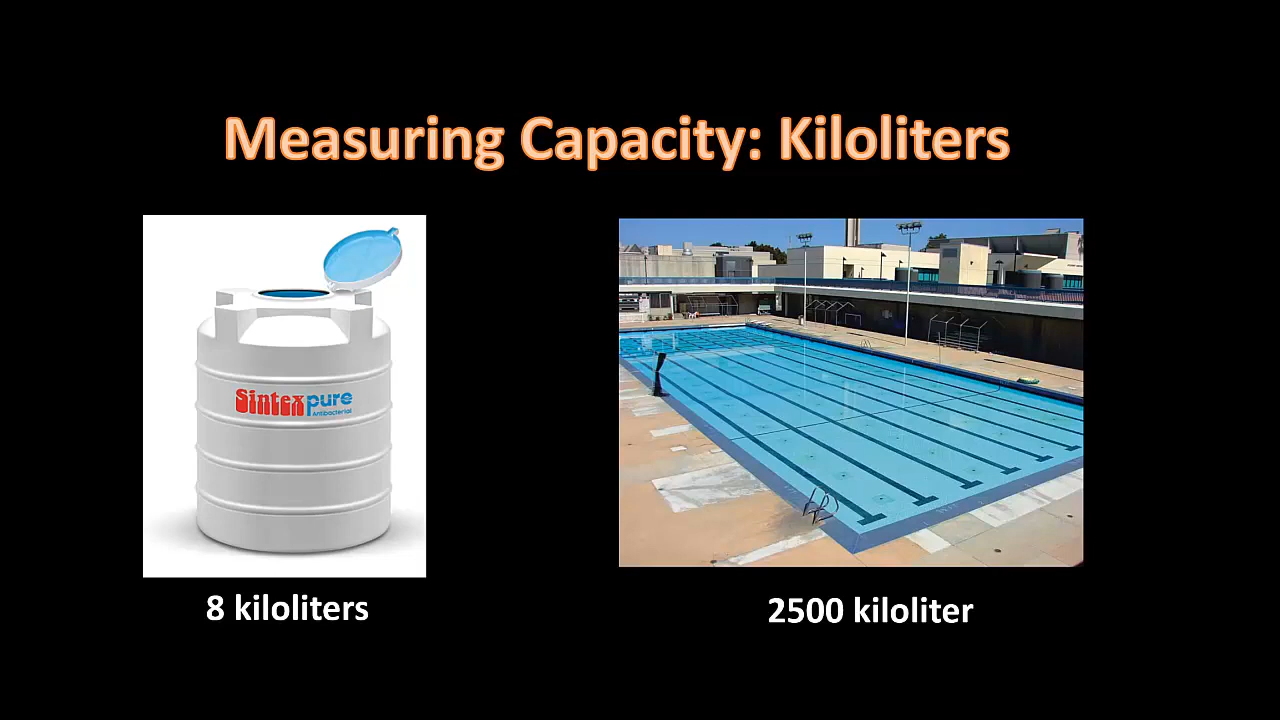 Measuring Capacity: Kiloliters
Sintex pure
Antibacterial
8 kiloliters
2500 kiloliter